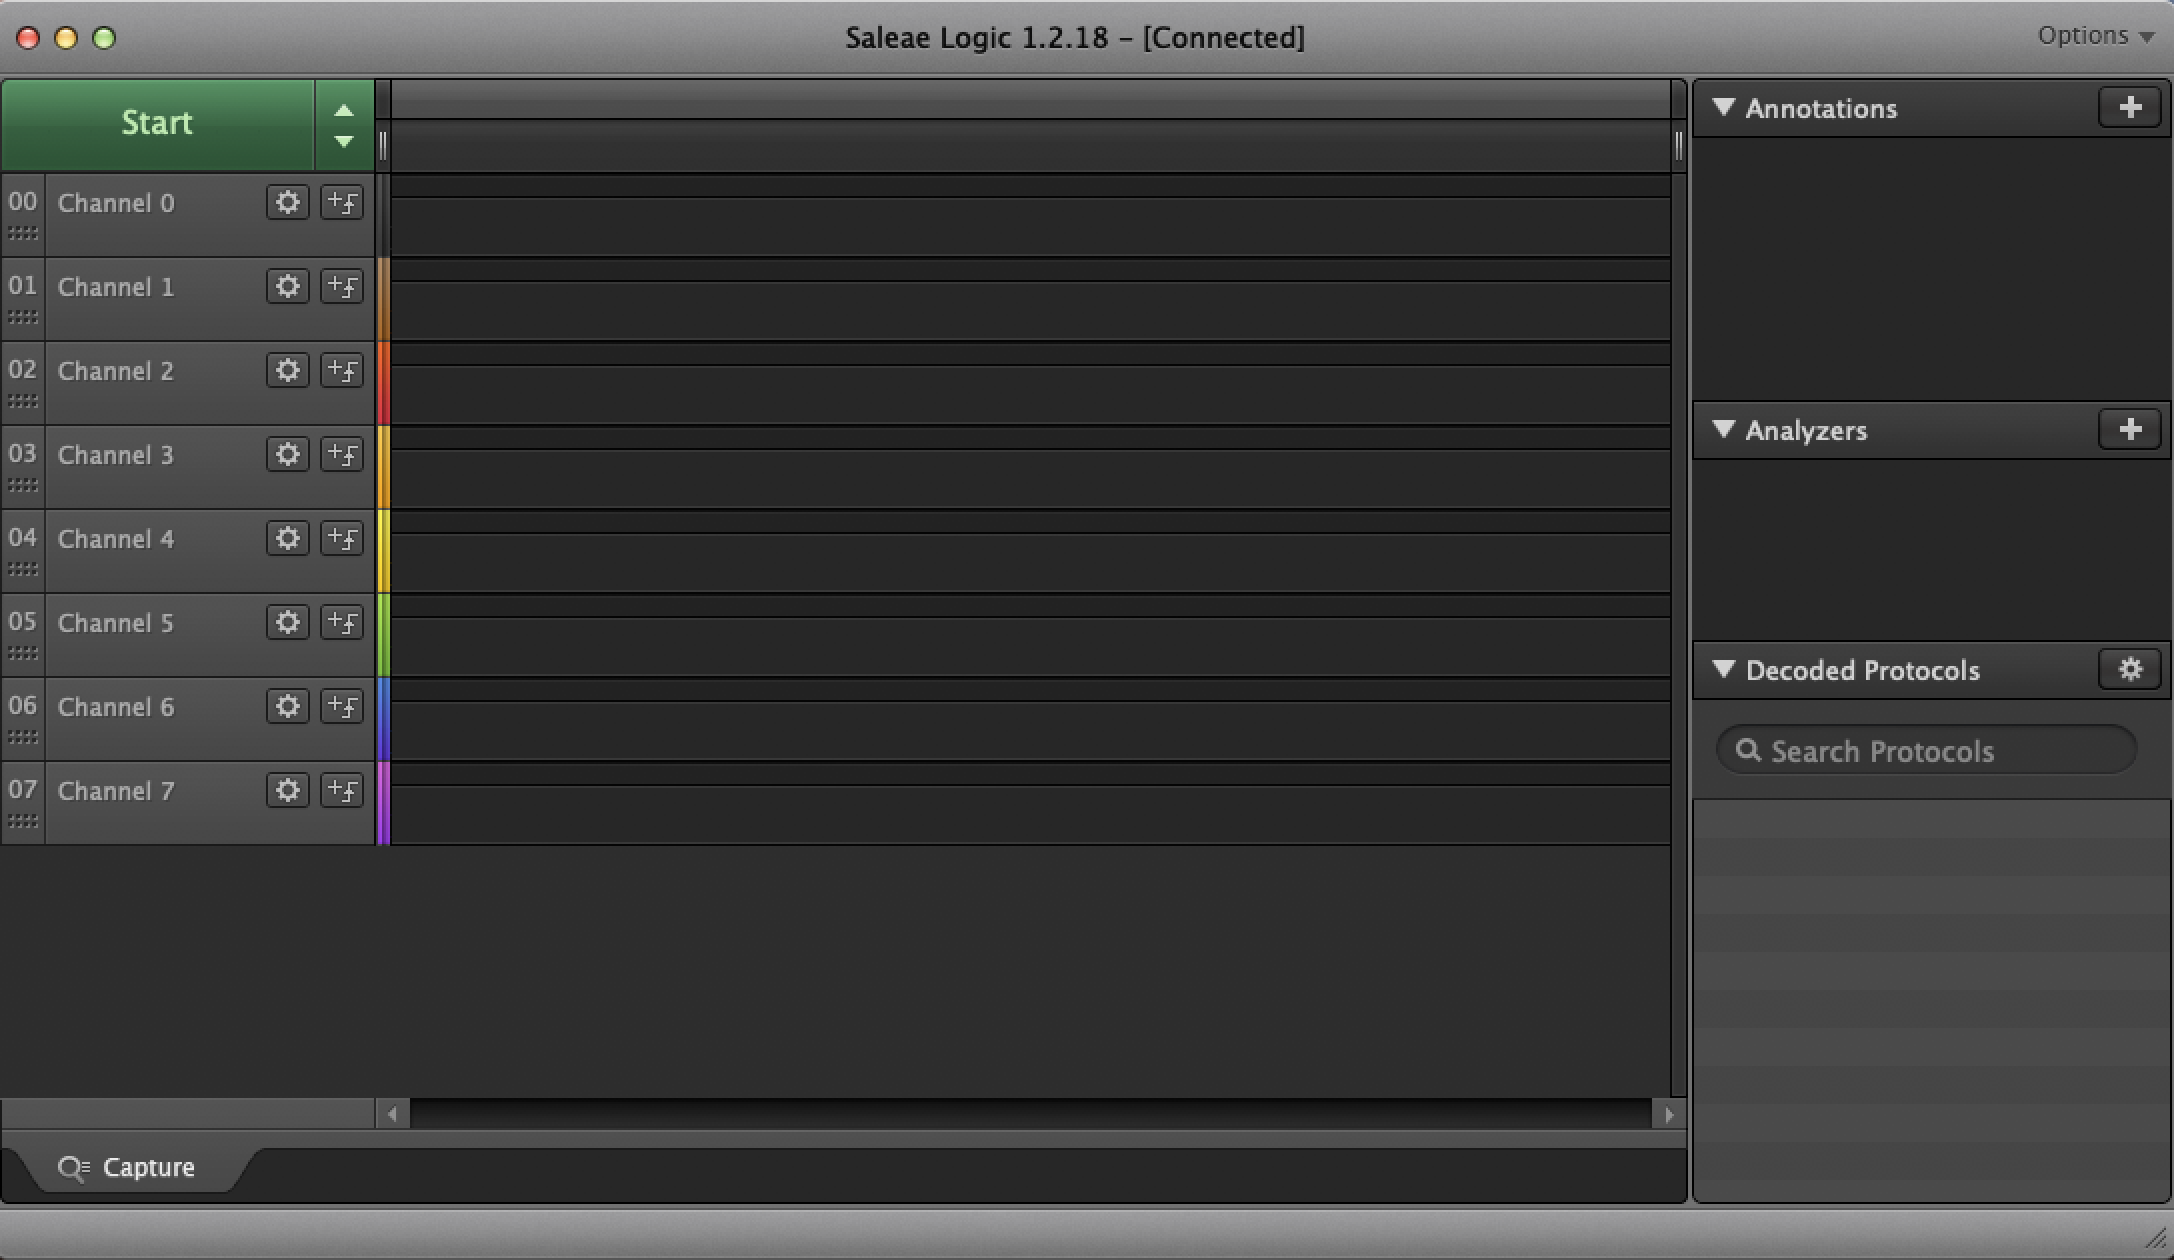 Saleae Logic 1.2.18 – [Connected]
Options
Start
00 Channel 0
01 Channel 1
02 Channel 2
03 Channel 3
04 Channel 4
05 Channel 5
06 Channel 6
07 Channel 7
Capture
Annotations
Analyzers
Decoded Protocols
Search Protocols